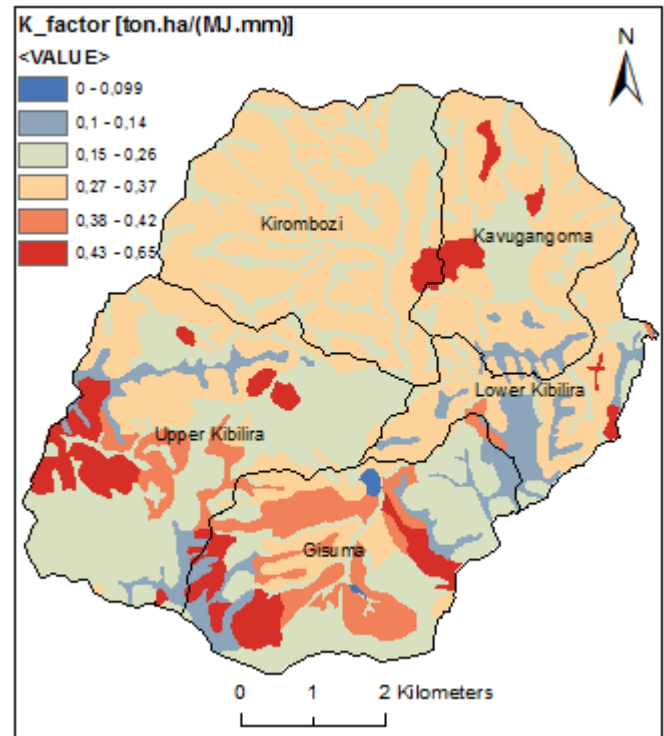 K_factor [ton.ha/(MJ.mm)]
<VALUE>
0 - 0,099
0,1 - 0,14
0,15 - 0,26
0,27 - 0,37
0,38 - 0,42
0,43 - 0,65
N
Kirombozi
Kavugangoma
Lower Kibilira
Upper Kibilira
Gisuma
0 1 2 Kilometers